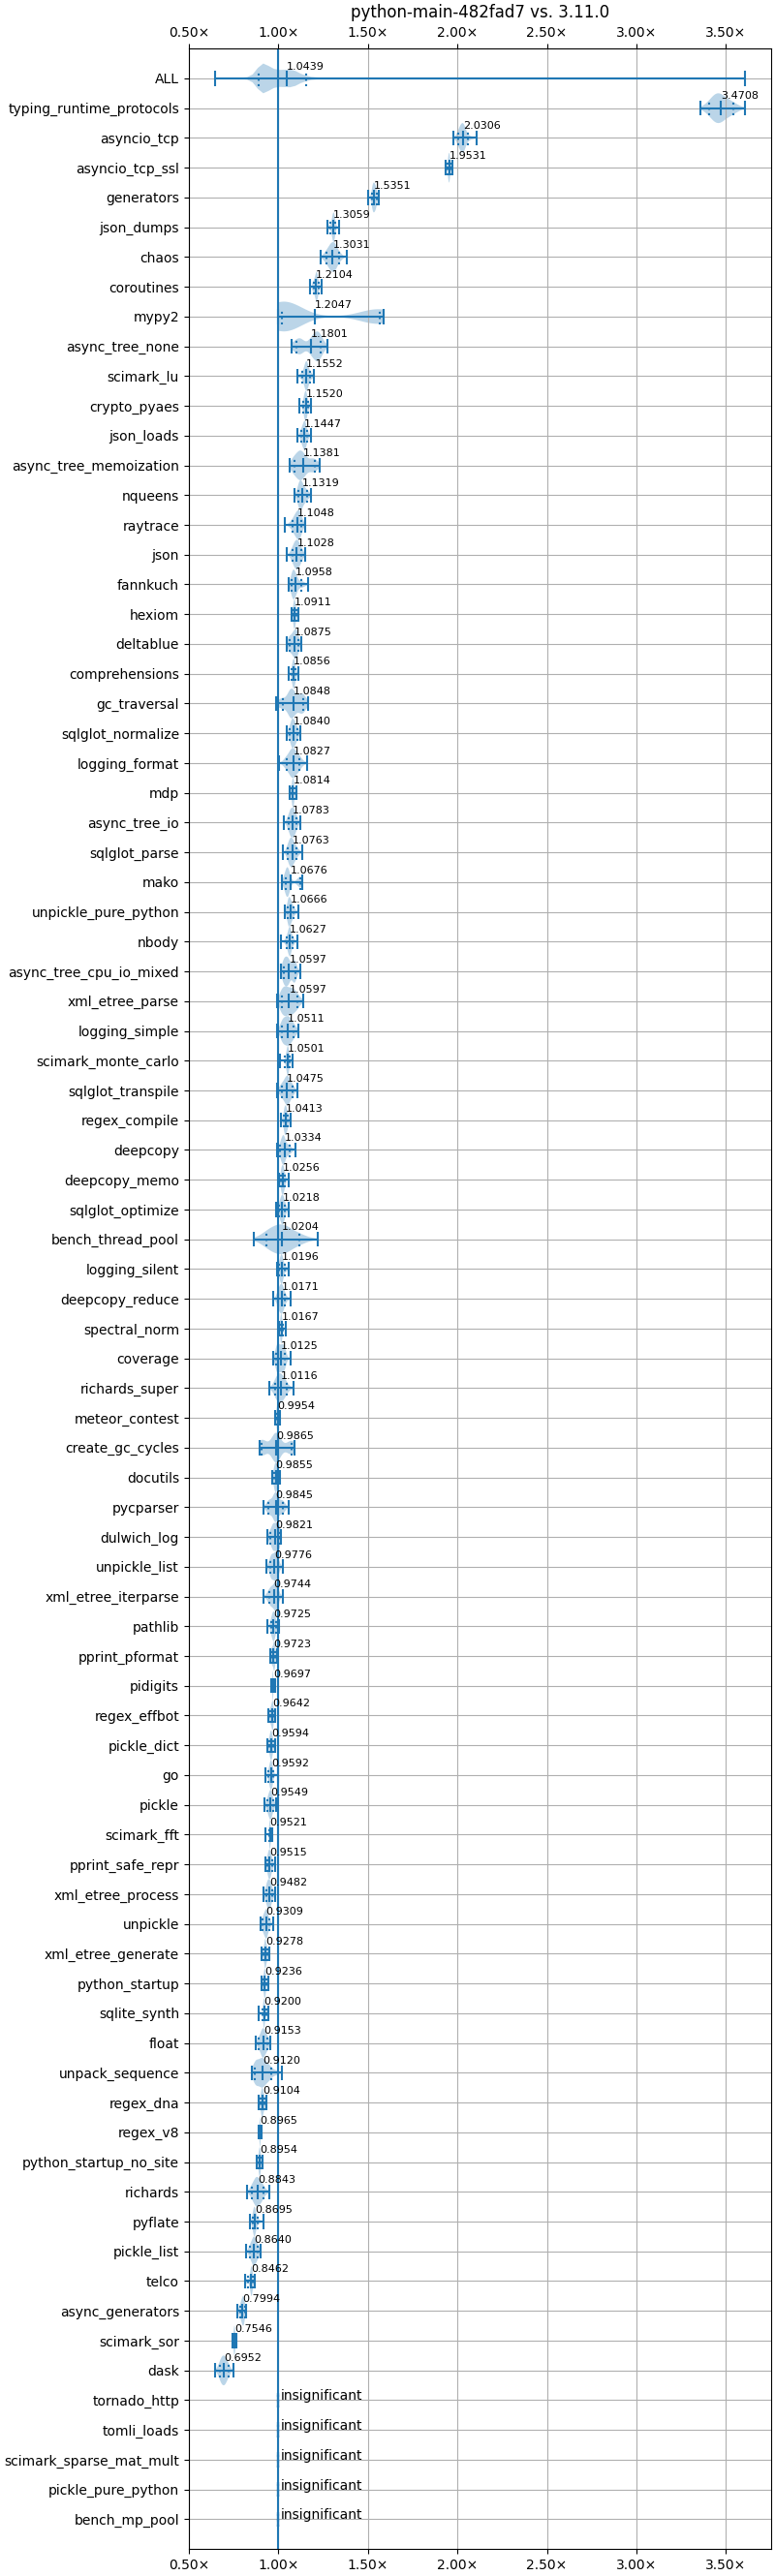 python-main-482fad7 vs. 3.11.0
0.50× 1.00× 1.50× 2.00× 2.50× 3.00× 3.50×
ALL 1.0439
typing_runtime_protocols 3.4708
asyncio_tcp 2.0306
asyncio_tcp_ssl 1.9531
generators 1.5351
json_dumps 1.3059
chaos 1.3031
coroutines 1.2104
mypy2 1.2047
async_tree_none 1.1801
scimark_lu 1.1552
crypto_pyaes 1.1520
json_loads 1.1447
async_tree_memoization 1.1381
nqueens 1.1319
raytrace 1.1048
json 1.1028
fannkuch 1.0958
hexiom 1.0911
deltablue 1.0875
comprehensions 1.0856
gc_traversal 1.0848
sqlglot_normalize 1.0840
logging_format 1.0827
mdp 1.0814
async_tree_io 1.0783
sqlglot_parse 1.0763
mako 1.0676
unpickle_pure_python 1.0666
nbody 1.0627
async_tree_cpu_io_mixed 1.0597
xml_etree_parse 1.0597
logging_simple 1.0511
scimark_monte_carlo 1.0501
sqlglot_transpile 1.0475
regex_compile 1.0413
deepcopy 1.0334
deepcopy_memo 1.0256
sqlglot_optimize 1.0218
bench_thread_pool 1.0204
logging_silent 1.0196
deepcopy_reduce 1.0171
spectral_norm 1.0167
coverage 1.0125
richards_super 1.0116
meteor_contest 0.9954
create_gc_cycles 0.9865
docutils 0.9855
pycparser 0.9845
dulwich_log 0.9821
unpickle_list 0.9776
xml_etree_iterparse 0.9744
pathlib 0.9725
pprint_pformat 0.9723
pidigits 0.9697
regex_effbot 0.9642
pickle_dict 0.9594
go 0.9592
pickle 0.9549
scimark_fft 0.9521
pprint_safe_repr 0.9515
xml_etree_process 0.9482
unpickle 0.9309
xml_etree_generate 0.9278
python_startup 0.9236
sqlite_synth 0.9200
float 0.9153
unpack_sequence 0.9120
regex_dna 0.9104
regex_v8 0.8965
python_startup_no_site 0.8954
richards 0.8843
pyflate 0.8695
pickle_list 0.8640
telco 0.8462
async_generators 0.7994
scimark_sor 0.7546
dask 0.6952
tornado_http insignificant
tomli_loads insignificant
scimark_sparse_mat_mult insignificant
pickle_pure_python insignificant
bench_mp_pool insignificant
0.50× 1.00× 1.50× 2.00× 2.50× 3.00× 3.50×